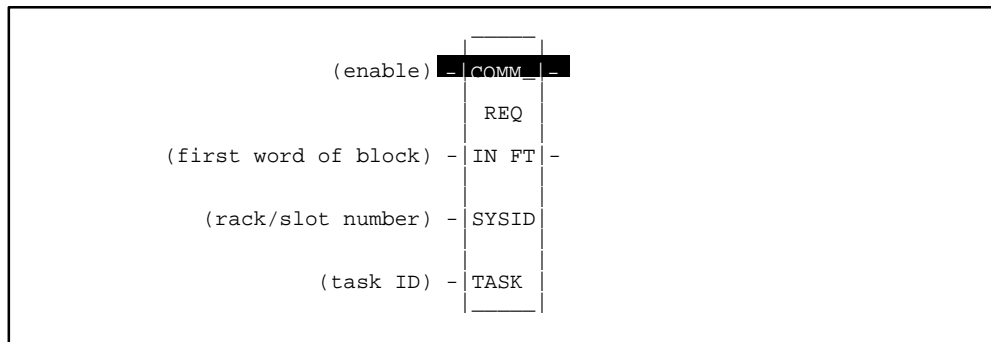 (enable) -|COMM_|-
REQ
(first word of block) -|IN FT|-
(rack/slot number) -|SYSID|
(task ID) -|TASK |